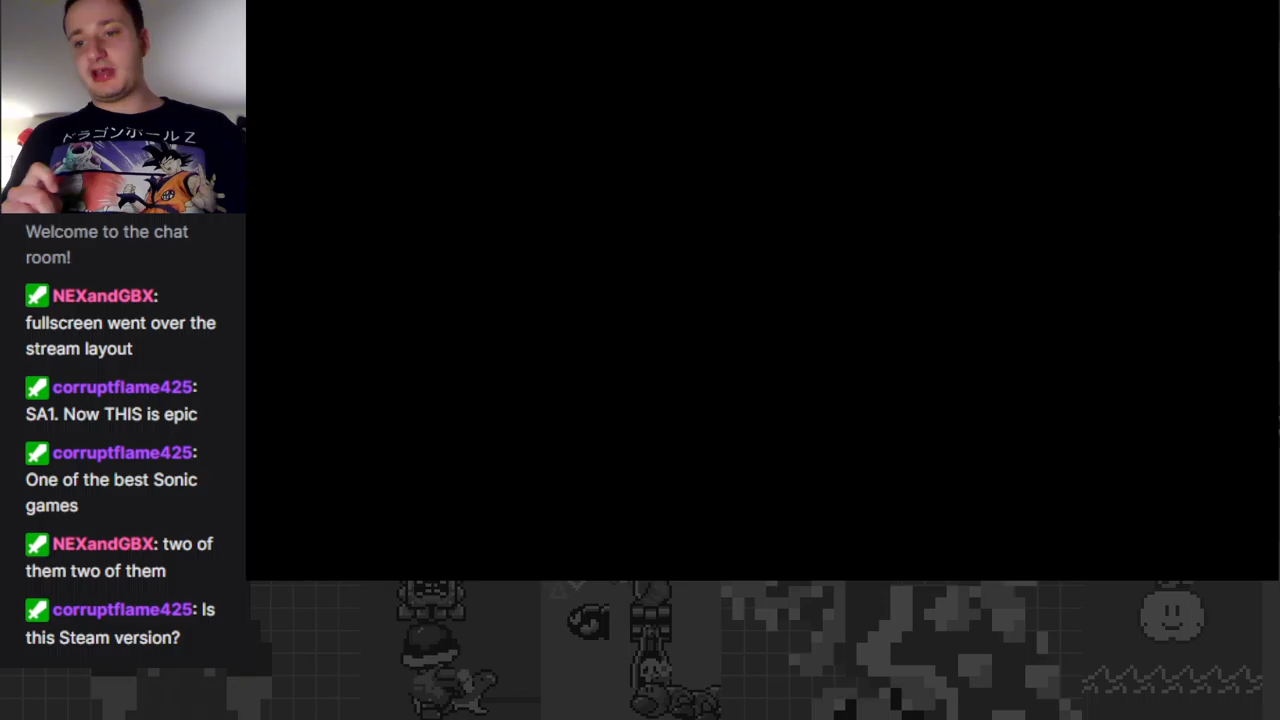 ドラゴンボールZ
Welcome to the chat
room!
NEXandGBX:
fullscreen went over the
stream layout
corruptflame425:
SA1. Now THIS is epic
corruptflame425:
One of the best Sonic
games
NEXandGBX: two of
them two of them
corruptflame425: Is
this Steam version?